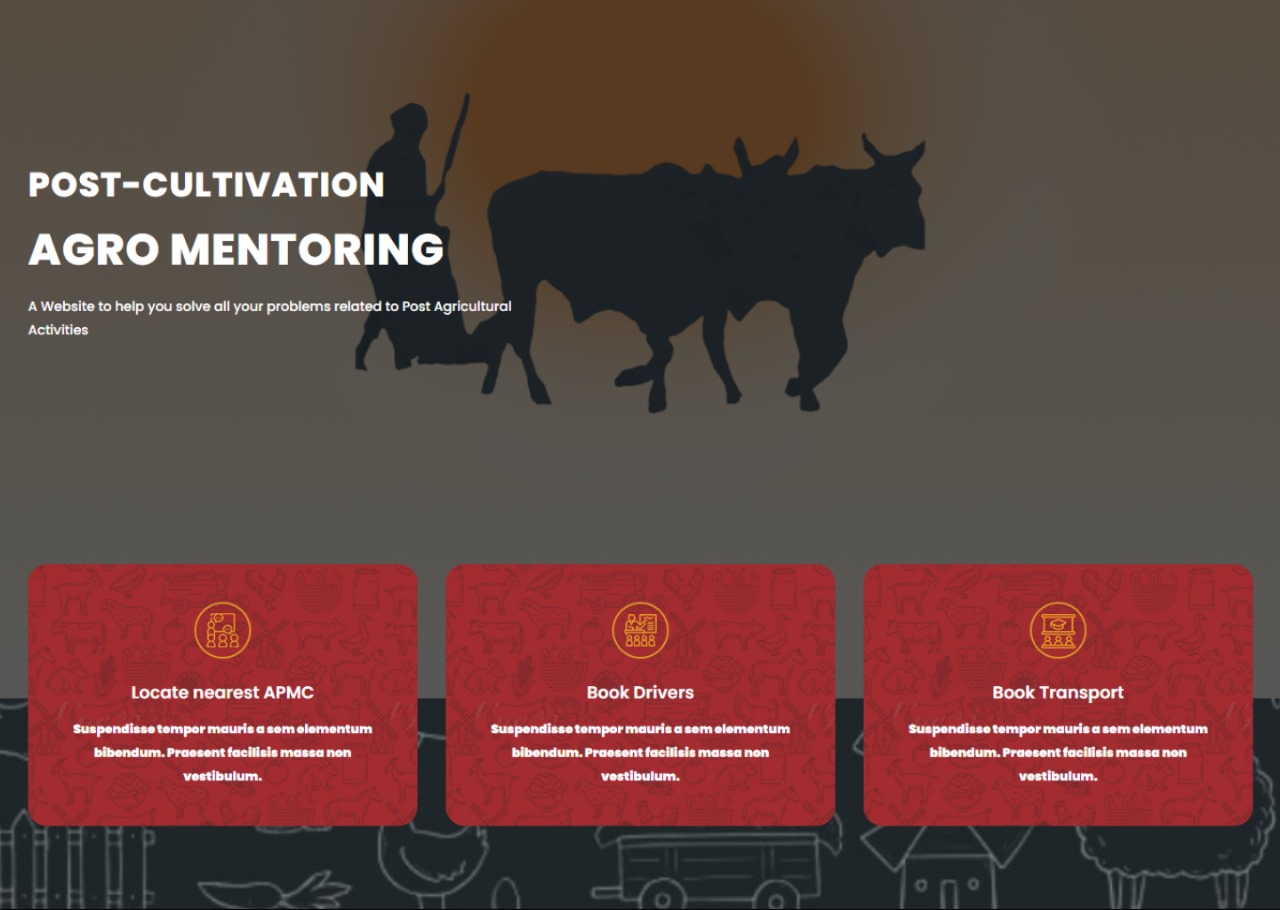 POST-CULTIVATION
AGRO MENTORING
A Website to help you solve all your problems related to Post Agricultural
Activities
Locate nearest APMC
Suspendisse tempor mauris a sem elementum
bibendum. Praesent facilisis massa non
vestibulum.
Book Drivers
Suspendisse tempor mauris a sem elementum
bibendum. Praesent facilisis massa non
vestibulum.
Book Transport
Suspendisse tempor mauris a sem elementum
bibendum. Praesent facilisis massa non
vestibulum.